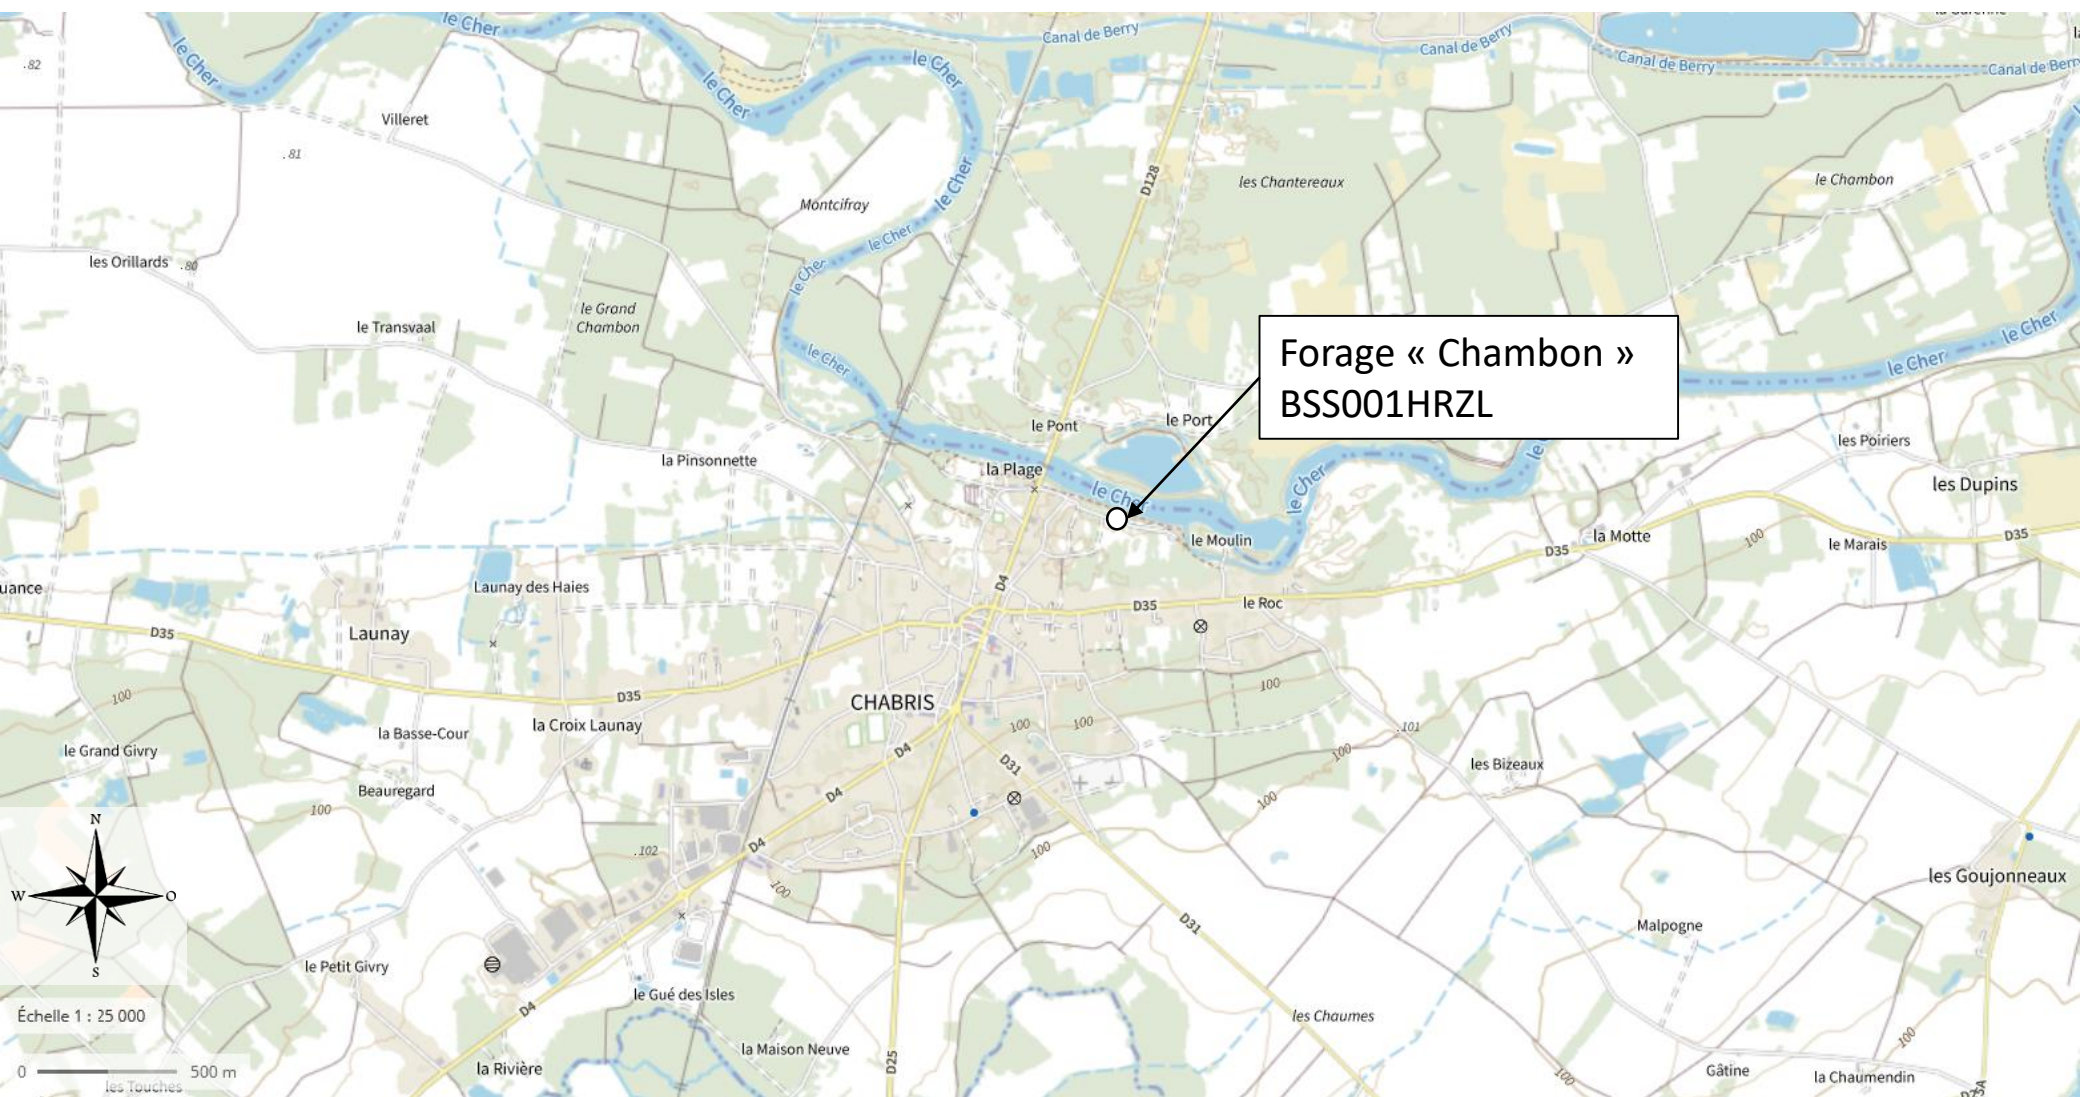 le Cher
Canal de Berry
Canal de Berry
Canal de Berry
Canal de Berry
le Cher
.82
le Cher
le Cher
Villeret
D128
.81
les Chantereaux
le Chambon
le Cher
Montcifray
le Cher
les Orillards
.80
le Cher
le Grand
Chambon
le Transvaal
le Cher
Forage « Chambon »
BSS001HRZL
le Cher
le Cher
le Pont
le Port
les Poiriers
la Pinsonnette
la Plage
le Cher
le Cher
le
les Dupins
le Moulin
la Motte
100
le Marais
D35
D35
uance
Launay des Haies
D4
D35
le Roc
D35
Launay
D35
100
CHABRIS
100
100
100
.101
la Basse-Cour
la Croix Launay
le Grand Givry
D4
D31
100
les Bizeaux
Beauregard
D4
100
100
N
.102
D4
100
100
les Goujonneaux
W
O
S
D31
Malpogne
le Petit Givry
le Gué des Isles
D4
Échelle 1 : 25 000
les Chaumes
100
la Maison Neuve
D25
la Rivière
0
500 m
les Touches
100
Gâtine
la Chaumendin